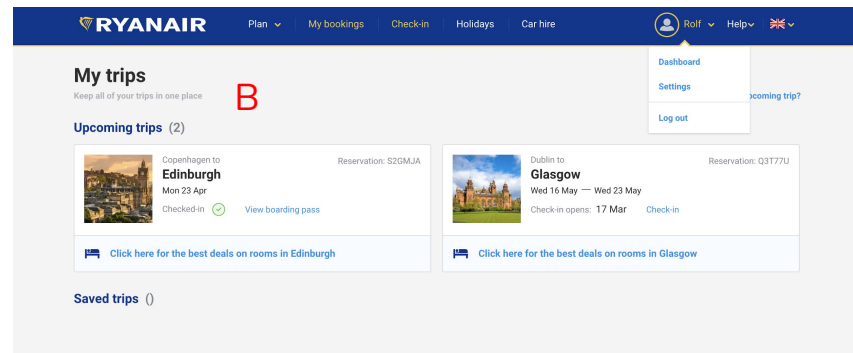 RYANAIR Plan My bookings Check-in Holidays Car hire Rolf Help
Dashboard
Settings
Log out
My trips
Keep all of your trips in one place
B
upcoming trip?
Upcoming trips (2)
Copenhagen to
Reservation: S2GMJA
Edinburgh
Mon 23 Apr
Checked-in View boarding pass
Click here for the best deals on rooms in Edinburgh
Dublin to
Reservation: Q3T77U
Glasgow
Wed 16 May — Wed 23 May
Check-in opens: 17 Mar Check-in
Click here for the best deals on rooms in Glasgow
Saved trips ()